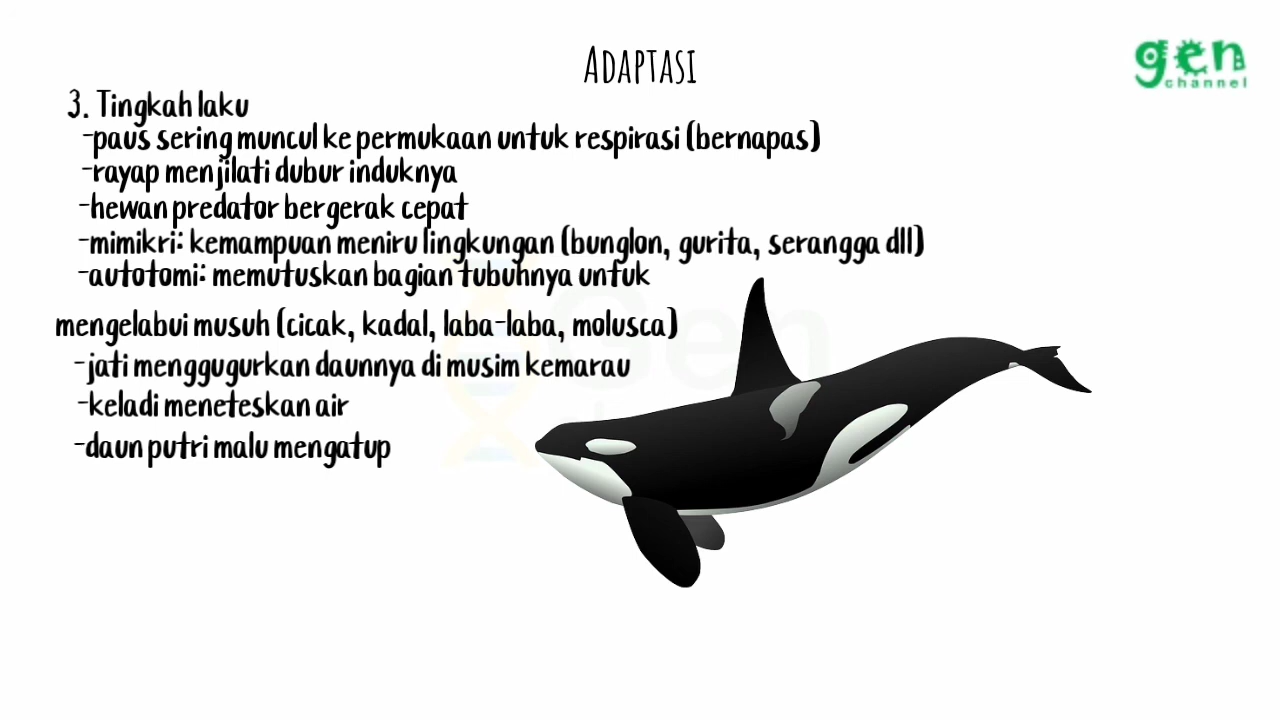 ADAPTASI
gen
channel
3. Tingkah laku
-paus sering muncul ke permukaan untuk respirasi (bernapas)
-rayap menjilati dubur induknya
-hewan predator bergerak cepat
-mimikri: kemampuan meniru lingkungan (bunglon, gurita, serangga dll)
-autotomi: memutuskan bagian tubuhnya untuk
mengelabui musuh (cicak, kadal, laba-laba, molusca)
-jati menggugurkan daunnya di musim kemarau
-keladi meneteskan air
-daun putri malu mengatup
Gen